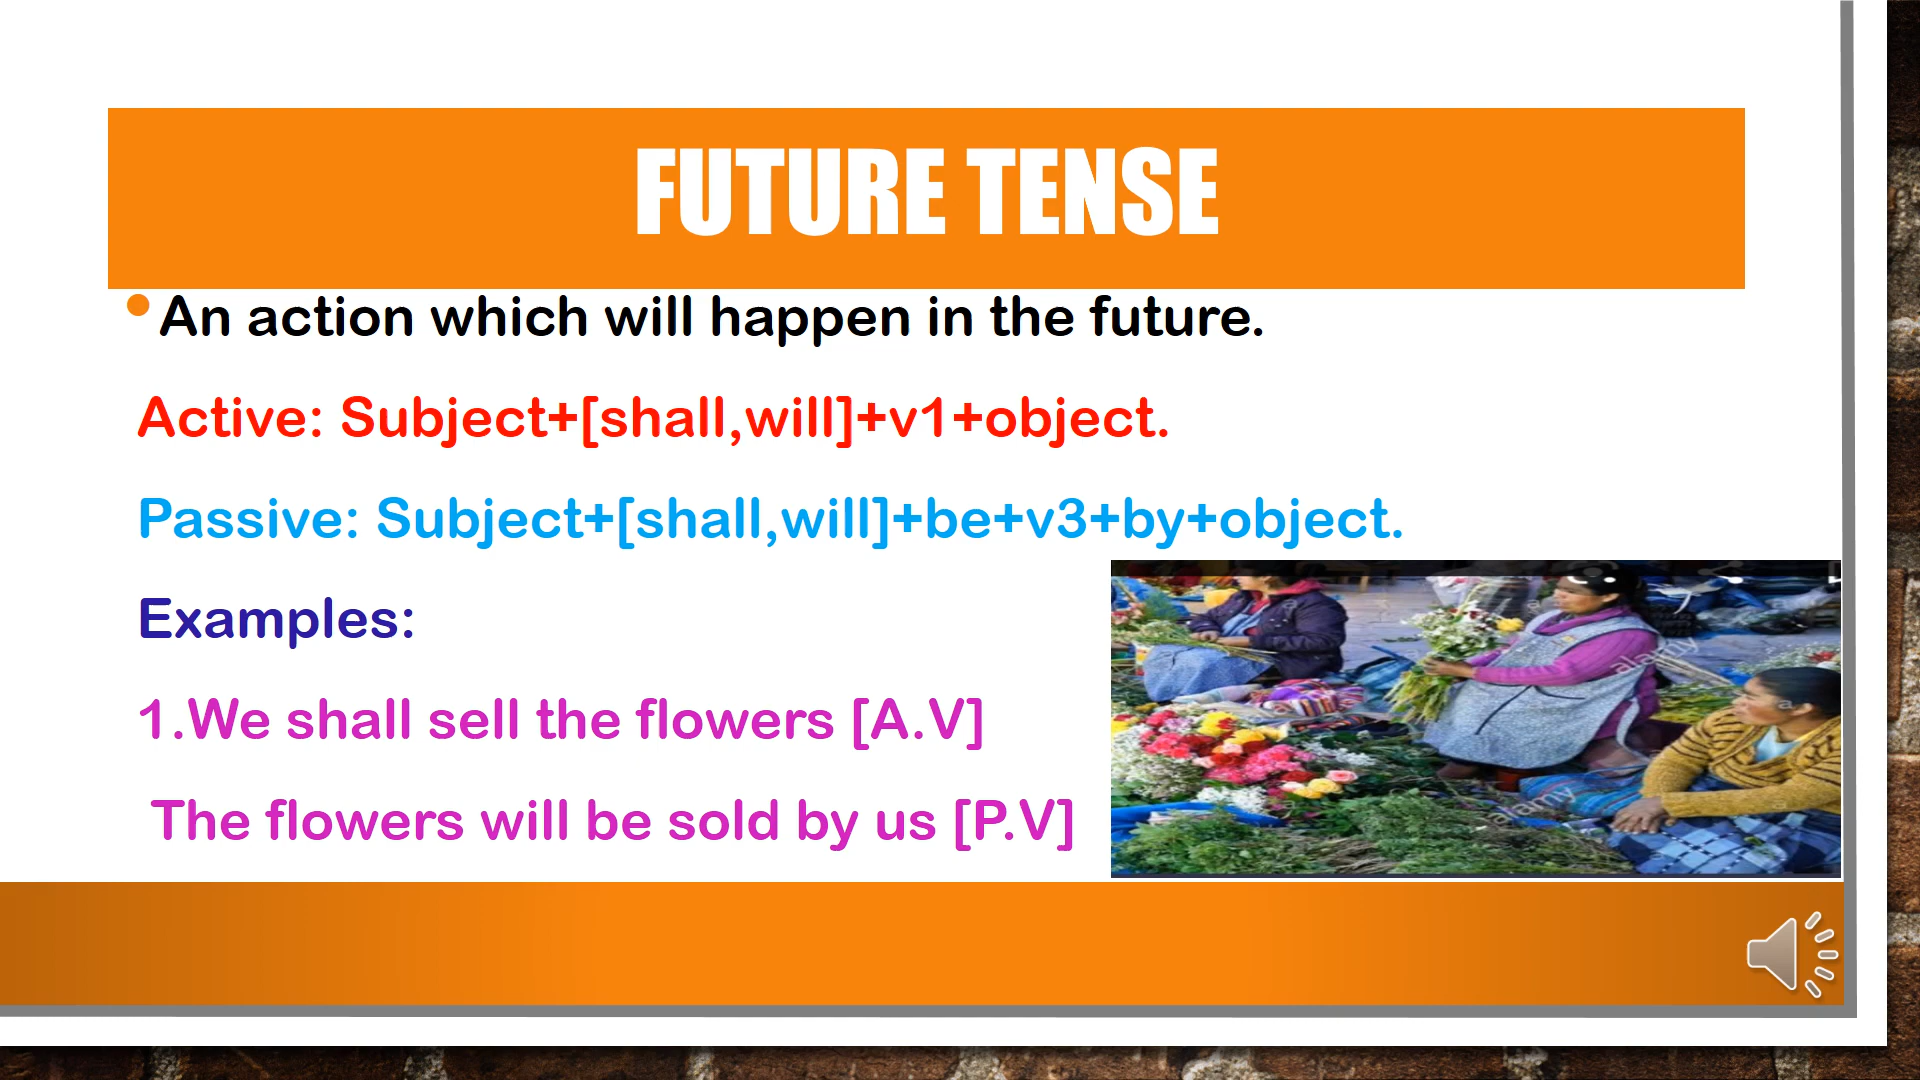 FUTURE TENSE
•An action which will happen in the future.
Active: Subject+[shall,will]+v1+object.
Passive: Subject+[shall,will]+be+v3+by+object.
Examples:
1.We shall sell the flowers [A.V]
The flowers will be sold by us [P.V]
alamy
alamy